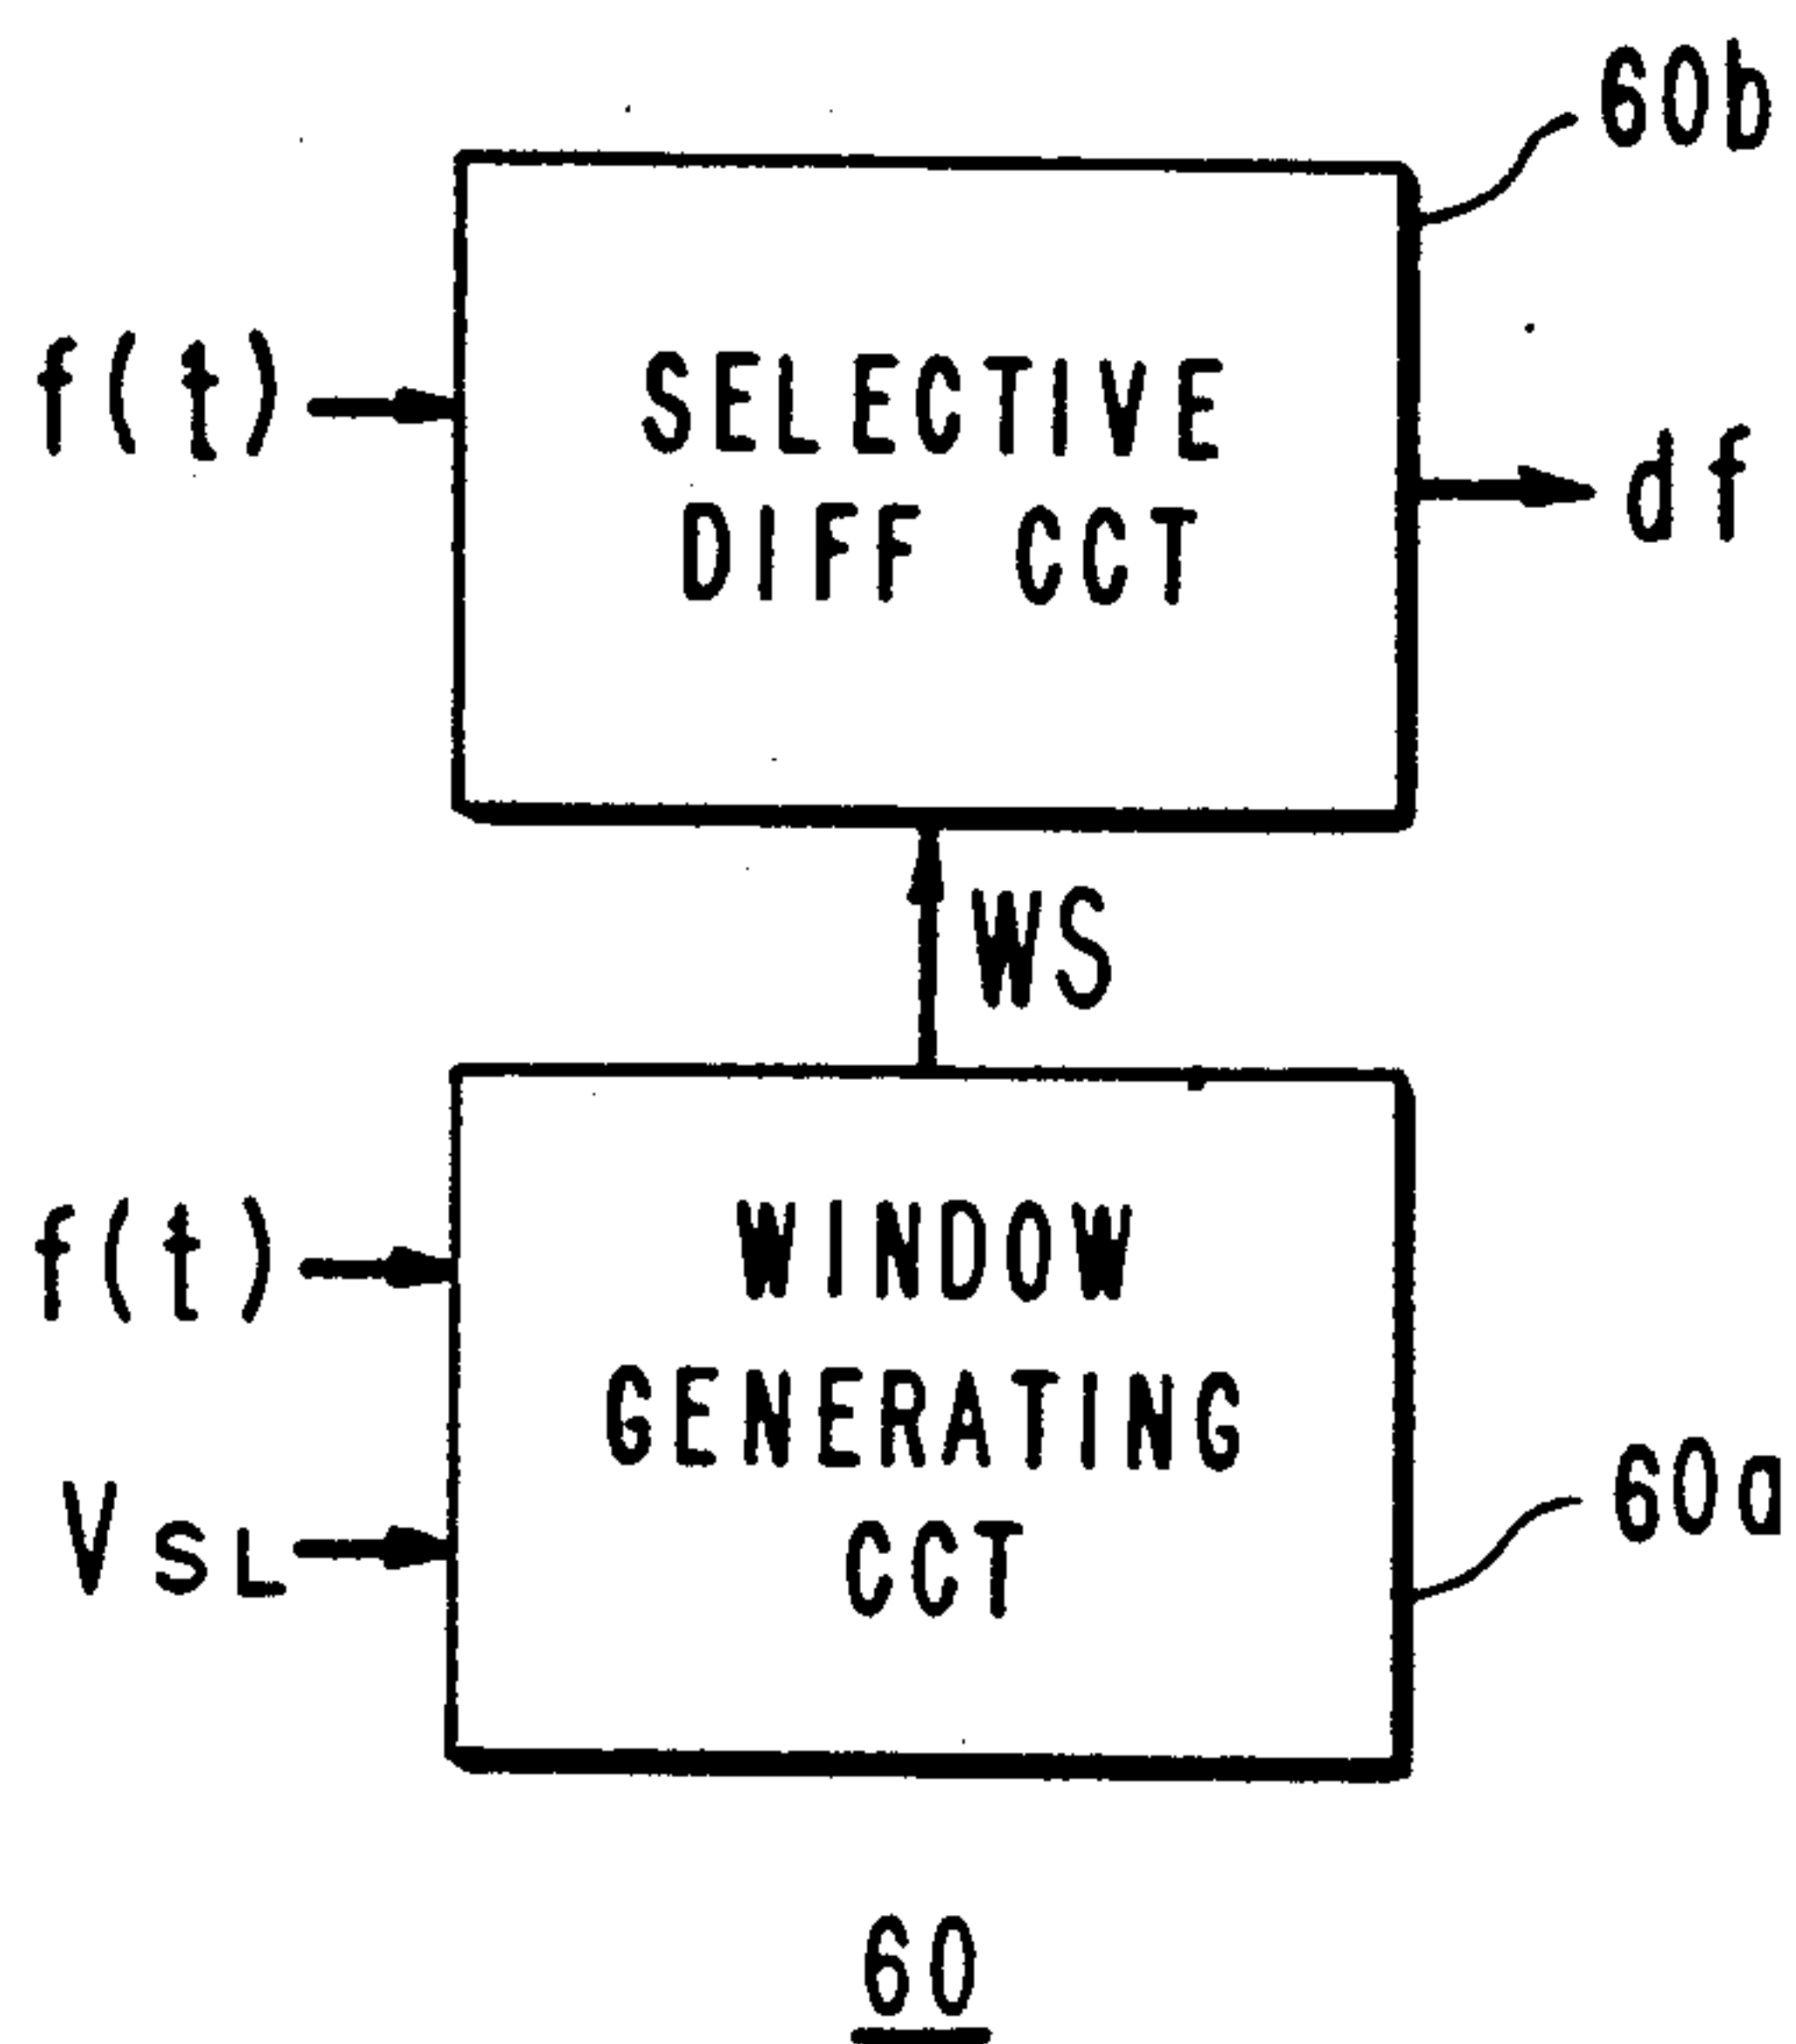 60b
f(t)
SELECTIVE
DIFF CCT
df
WS
f(t)
WINDOW
GENERATING
CCT
VSL
60a
60